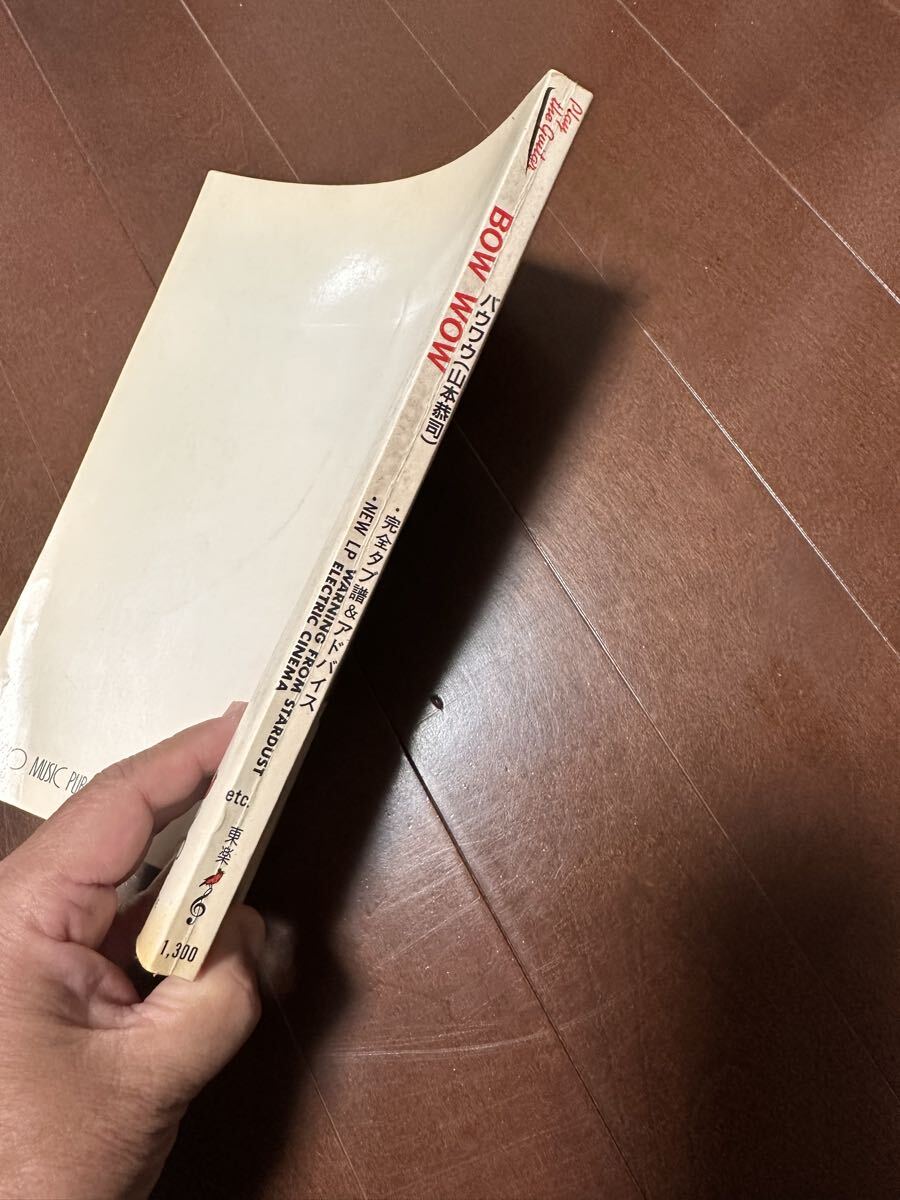 Play
the Guitar
BOW WOW
バウワウ(山本恭司)
・完全タブ譜&アドバイス
・NEW LP WARNING FROM STARDUST
ELECTRIC CINEMA
etc.
東楽
1,300
MUSIC